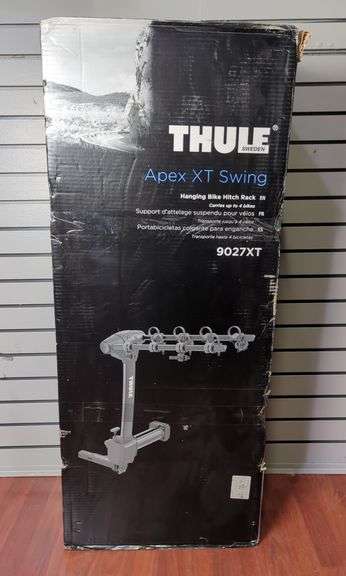 THULE®
SWEDEN
Apex XT Swing
Hanging Bike Hitch Rack EN
Carries up to 4 bikes
Support d'attelage suspendu pour vélos FR
Transporte jusqu'à 4 vélos
Portabicicletas colgante para enganche ES
Transporta hasta 4 bicicletas
9027XT
THULE